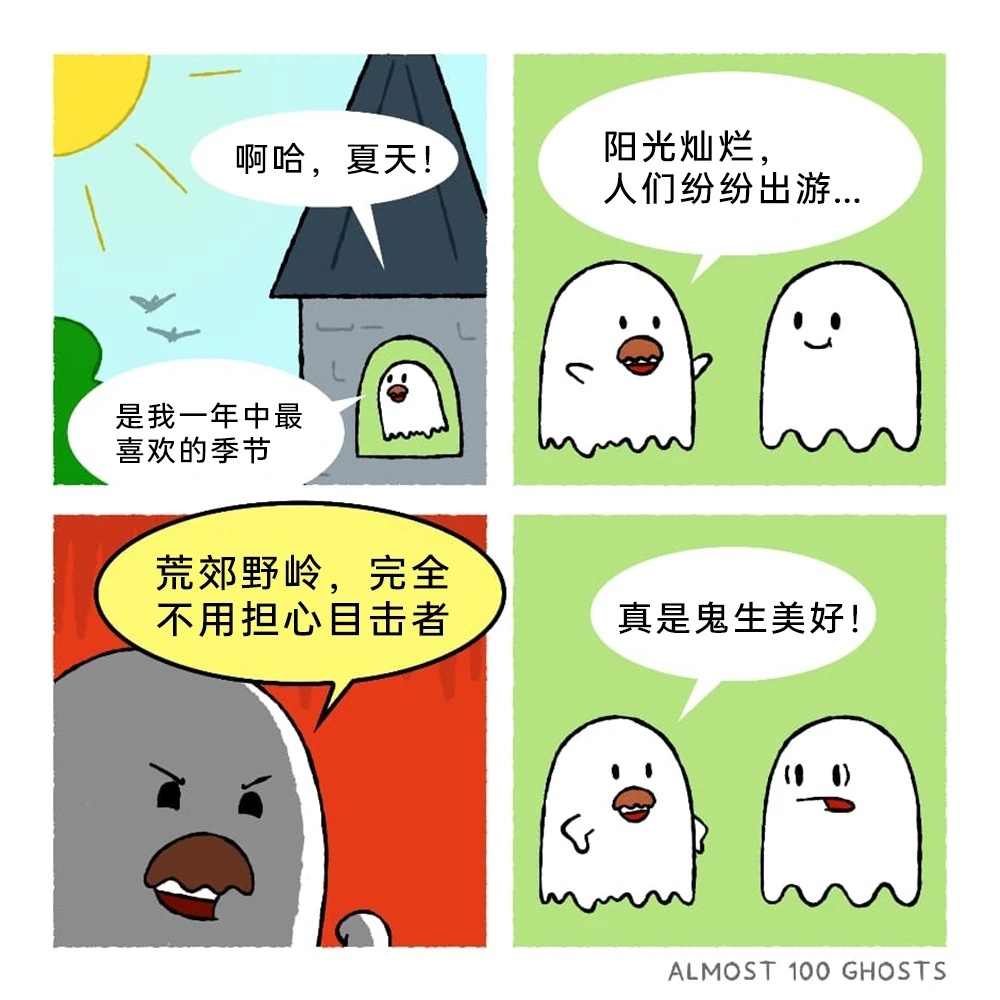 啊哈，夏天！
是我一年中最
喜欢的季节
阳光灿烂，
人们纷纷出游...
荒郊野岭，完全
不用担心目击者
真是鬼生美好！
ALMOST 100 GHOSTS